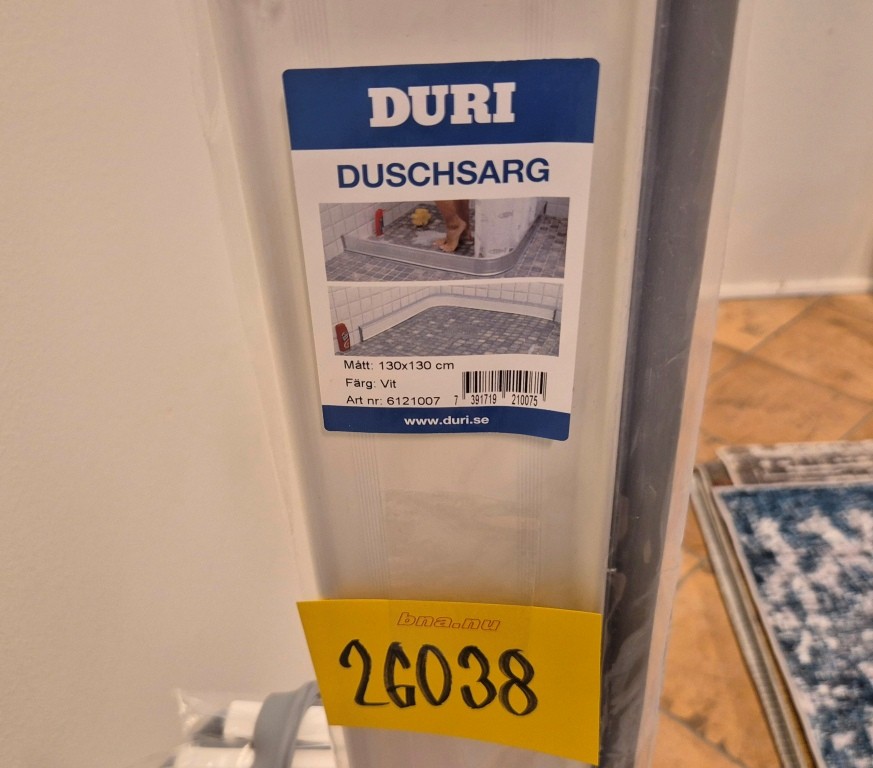 DURI
DUSCHSARG
Mått: 130x130 cm
Färg: Vit
Art nr: 6121007
7 391719 210075
www.duri.se
bna.nu
26038